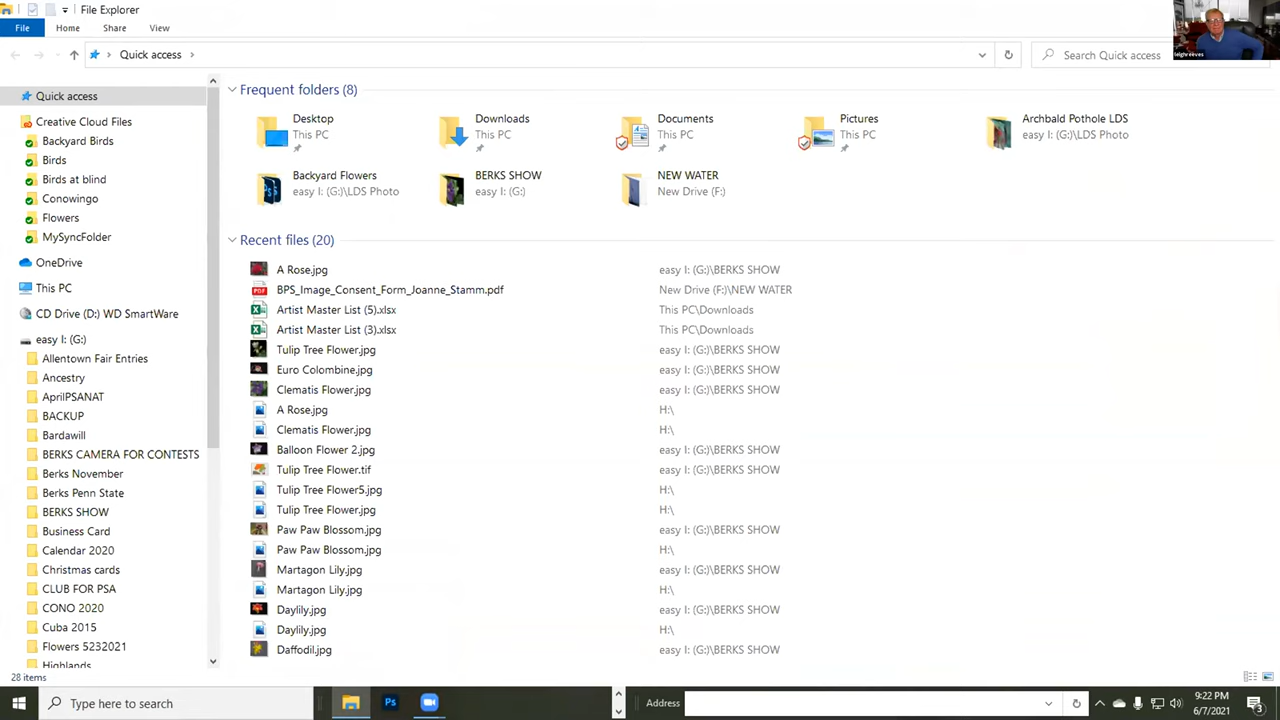 File Explorer
File Home Share View
Quick access
Search Quick access
leighreeves
Quick access
Creative Cloud Files
Backyard Birds
Birds
Birds at blind
Conowingo
Flowers
MySyncFolder
OneDrive
This PC
CD Drive (D:) WD SmartWare
easy I: (G:)
Allentown Fair Entries
Ancestry
AprilPSANAT
BACKUP
Bardawill
BERKS CAMERA FOR CONTESTS
Berks November
Berks Penn State
BERKS SHOW
Business Card
Calendar 2020
Christmas cards
CLUB FOR PSA
CONO 2020
Cuba 2015
Flowers 5232021
Highlands
Frequent folders (8)
Desktop
This PC
Downloads
This PC
Documents
This PC
Pictures
This PC
Archbald Pothole LDS
easy I: (G:)\LDS Photo
Backyard Flowers
easy I: (G:)\LDS Photo
BERKS SHOW
easy I: (G:)
NEW WATER
New Drive (F:)
Recent files (20)
A Rose.jpg easy I: (G:)\BERKS SHOW
BPS_Image_Consent_Form_Joanne_Stamm.pdf New Drive (F:)\NEW WATER
Artist Master List (5).xlsx This PC\Downloads
Artist Master List (3).xlsx This PC\Downloads
Tulip Tree Flower.jpg easy I: (G:)\BERKS SHOW
Euro Colombine.jpg easy I: (G:)\BERKS SHOW
Clematis Flower.jpg easy I: (G:)\BERKS SHOW
A Rose.jpg H:\
Clematis Flower.jpg H:\
Balloon Flower 2.jpg easy I: (G:)\BERKS SHOW
Tulip Tree Flower.tif easy I: (G:)\BERKS SHOW
Tulip Tree Flower5.jpg H:\
Tulip Tree Flower.jpg H:\
Paw Paw Blossom.jpg easy I: (G:)\BERKS SHOW
Paw Paw Blossom.jpg H:\
Martagon Lily.jpg easy I: (G:)\BERKS SHOW
Martagon Lily.jpg H:\
Daylily.jpg easy I: (G:)\BERKS SHOW
Daylily.jpg H:\
Daffodil.jpg easy I: (G:)\BERKS SHOW
28 items
Type here to search
Ps
Address
9:22 PM
6/7/2021
3